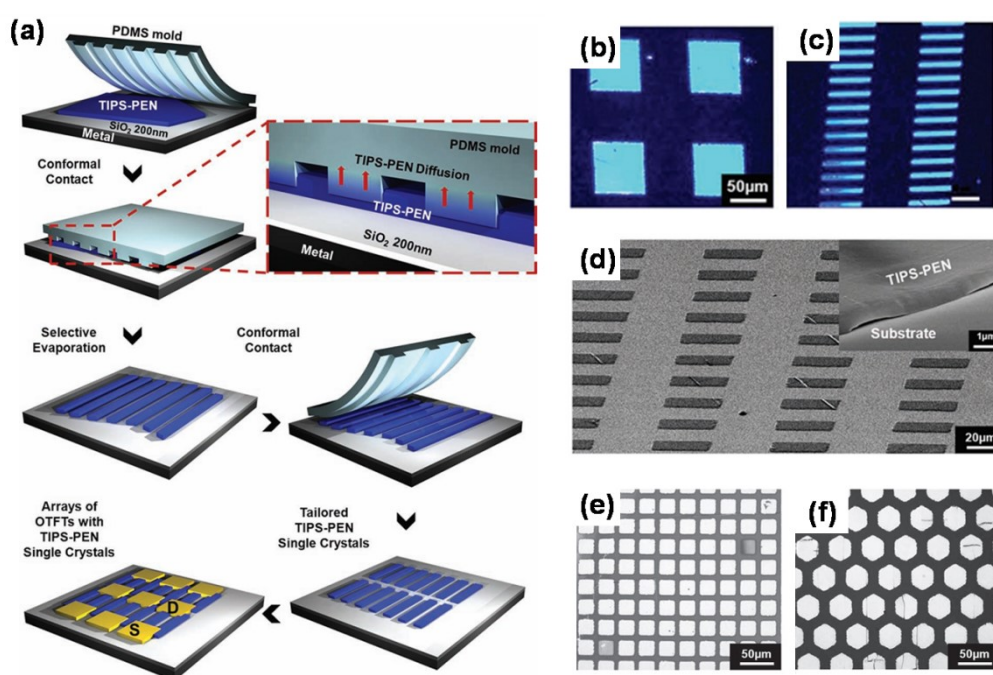 (a)
PDMS mold
TIPS-PEN
SiO₂ 200nm
Metal
Conformal
Contact
PDMS mold
TIPS-PEN Diffusion
TIPS-PEN
SiO₂ 200nm
Metal
Selective
Evaporation
Conformal
Contact
Arrays of
OTFTs with
TIPS-PEN
Single Crystals
Tailored
TIPS-PEN
Single Crystals
D
S
(b)
50µm
(c)
(d)
TIPS-PEN
Substrate
1µm
20µm
(e)
50µm
(f)
50µm